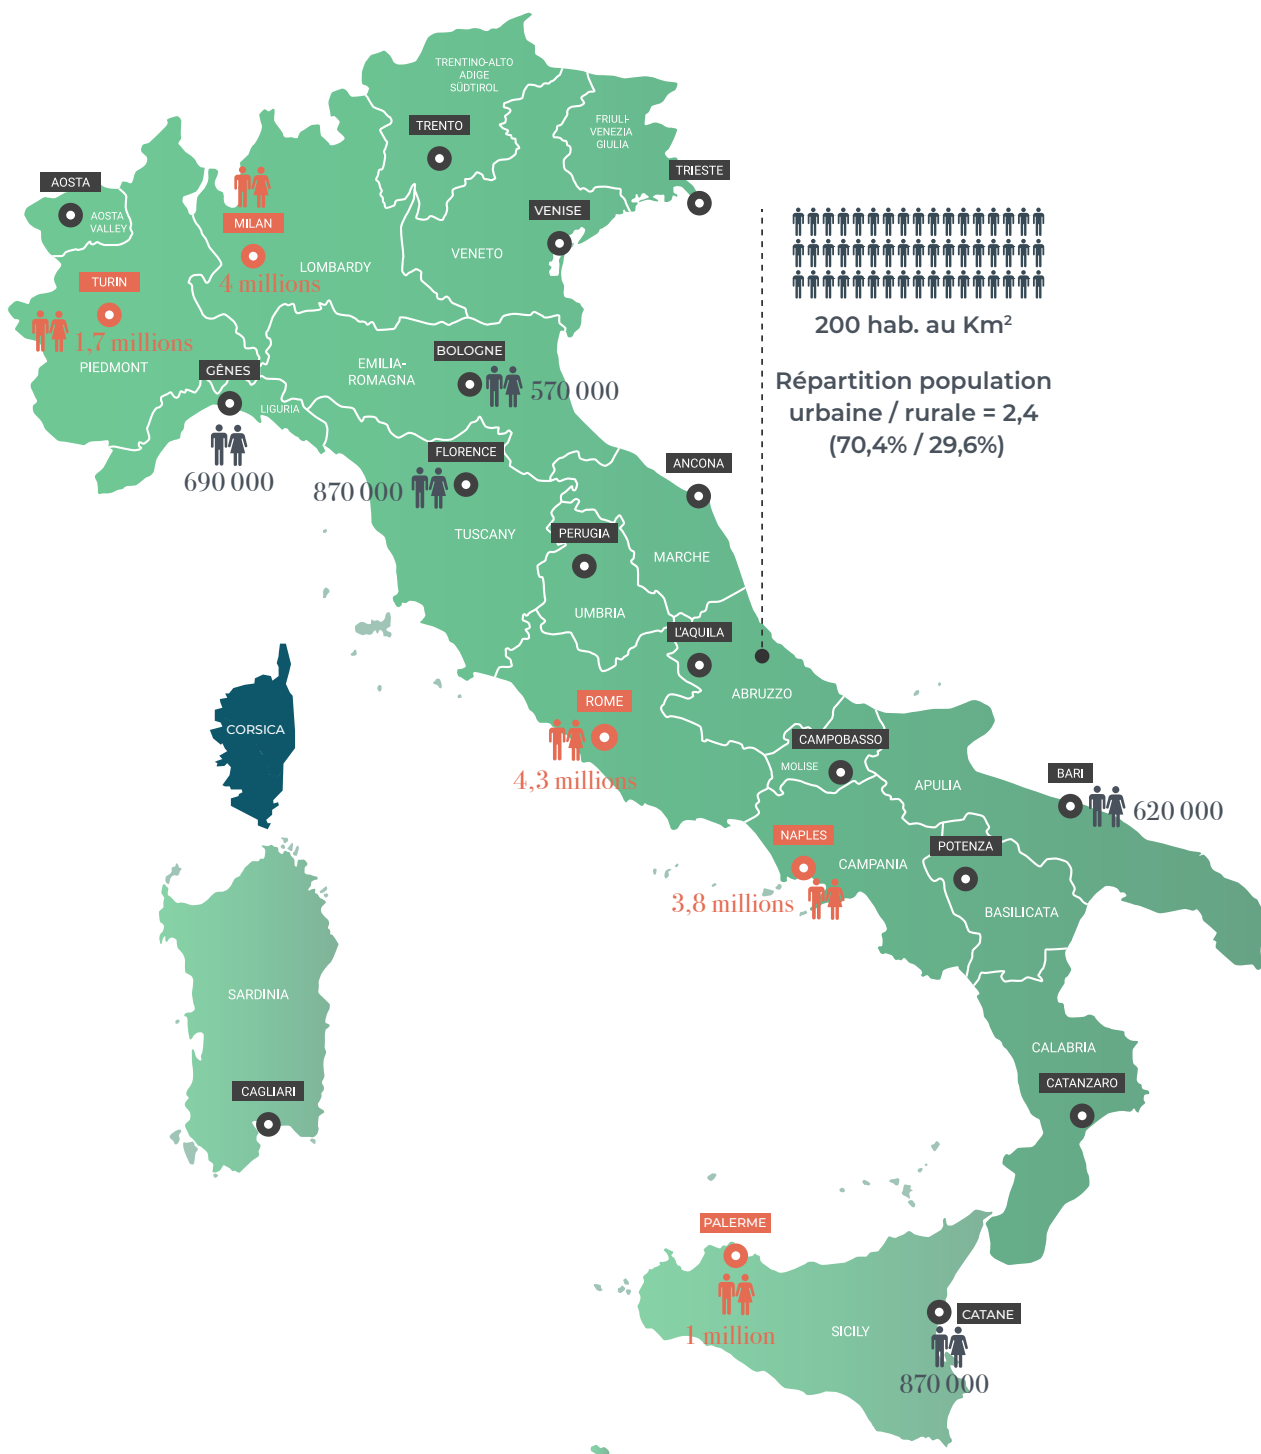 TRENTINO-ALTO
ADIGE
SÜDTIROL
TRENTO
FRIULI-
VENEZIA
GIULIA
TRIESTE
AOSTA
AOSTA
VALLEY
MILAN
4 millions
LOMBARDY
VENISE
VENETO
TURIN
1,7 millions
PIEDMONT
200 hab. au Km²
Répartition population
urbaine / rurale = 2,4
(70,4% / 29,6%)
GÊNES
LIGURIA
690 000
EMILIA-
ROMAGNA
BOLOGNE
570 000
FLORENCE
870 000
TUSCANY
ANCONA
PERUGIA
MARCHE
UMBRIA
L'AQUILA
ABRUZZO
ROME
4,3 millions
CORSICA
CAMPOBASSO
MOLISE
APULIA
BARI
620 000
NAPLES
3,8 millions
CAMPANIA
POTENZA
BASILICATA
SARDINIA
CAGLIARI
CALABRIA
CATANZARO
PALERME
1 million
SICILY
CATANE
870 000